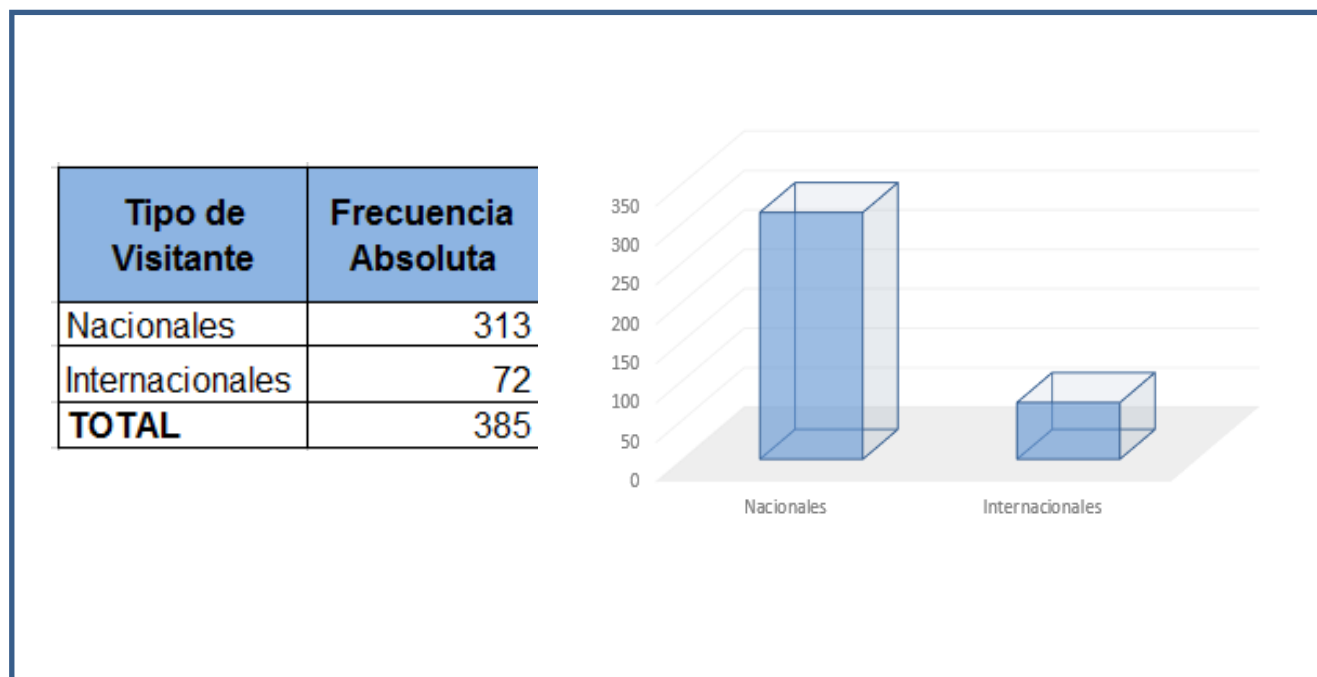 Tipo de
Visitante
Frecuencia
Absoluta
Nacionales 313
Internacionales 72
TOTAL 385
350
300
250
200
150
100
50
0
Nacionales Internacionales